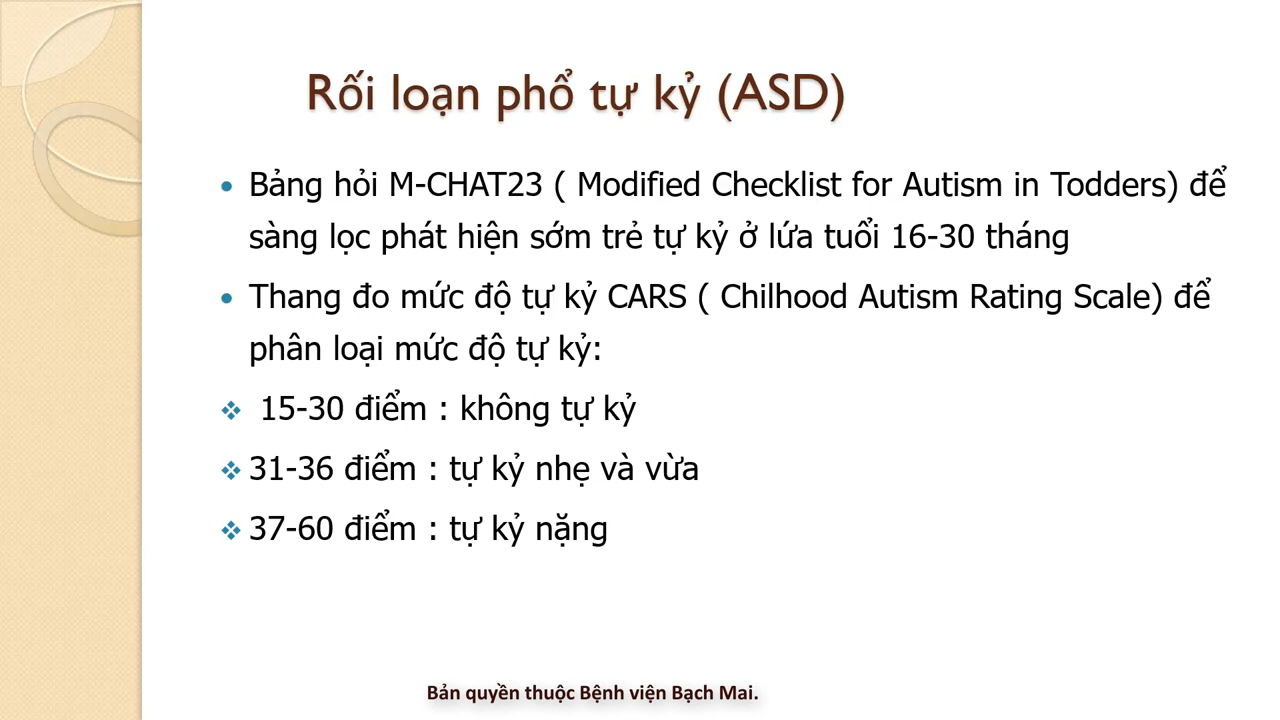 Rối loạn phổ tự kỷ (ASD)
• Bảng hỏi M-CHAT23 ( Modified Checklist for Autism in Todders) để
sàng lọc phát hiện sớm trẻ tự kỷ ở lứa tuổi 16-30 tháng
• Thang đo mức độ tự kỷ CARS ( Chilhood Autism Rating Scale) để
phân loại mức độ tự kỷ:
❖ 15-30 điểm : không tự kỷ
❖ 31-36 điểm : tự kỷ nhẹ và vừa
❖ 37-60 điểm : tự kỷ nặng
Bản quyền thuộc Bệnh viện Bạch Mai.